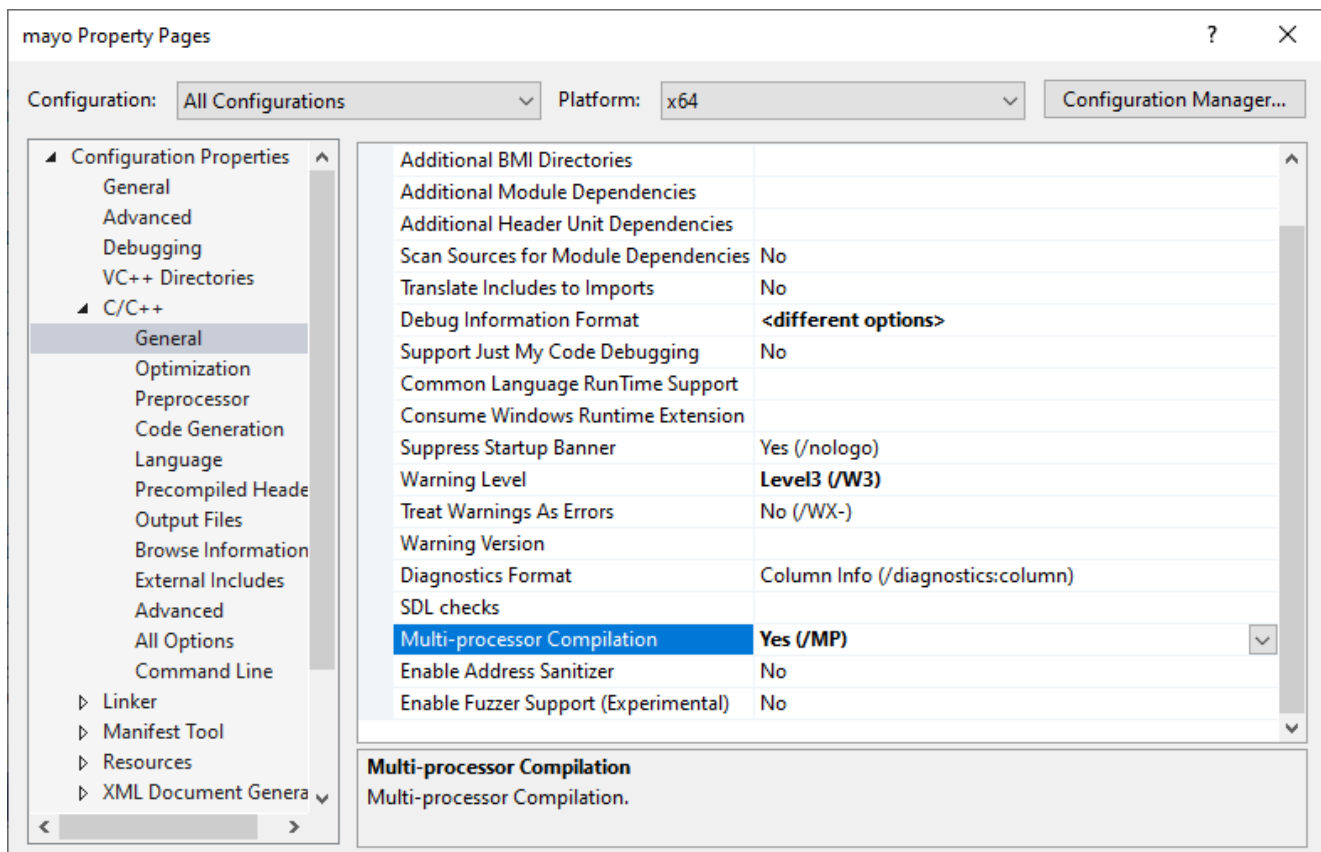 mayo Property Pages
?
Configuration: All Configurations Platform: x64 Configuration Manager...
Configuration Properties
General
Advanced
Debugging
VC++ Directories
C/C++
General
Optimization
Preprocessor
Code Generation
Language
Precompiled Heade
Output Files
Browse Information
External Includes
Advanced
All Options
Command Line
Linker
Manifest Tool
Resources
XML Document Genera
Additional BMI Directories
Additional Module Dependencies
Additional Header Unit Dependencies
Scan Sources for Module Dependencies No
Translate Includes to Imports No
Debug Information Format <different options>
Support Just My Code Debugging No
Common Language RunTime Support
Consume Windows Runtime Extension
Suppress Startup Banner Yes (/nologo)
Warning Level Level3 (/W3)
Treat Warnings As Errors No (/WX-)
Warning Version
Diagnostics Format Column Info (/diagnostics:column)
SDL checks
Multi-processor Compilation Yes (/MP)
Enable Address Sanitizer No
Enable Fuzzer Support (Experimental) No
Multi-processor Compilation
Multi-processor Compilation.